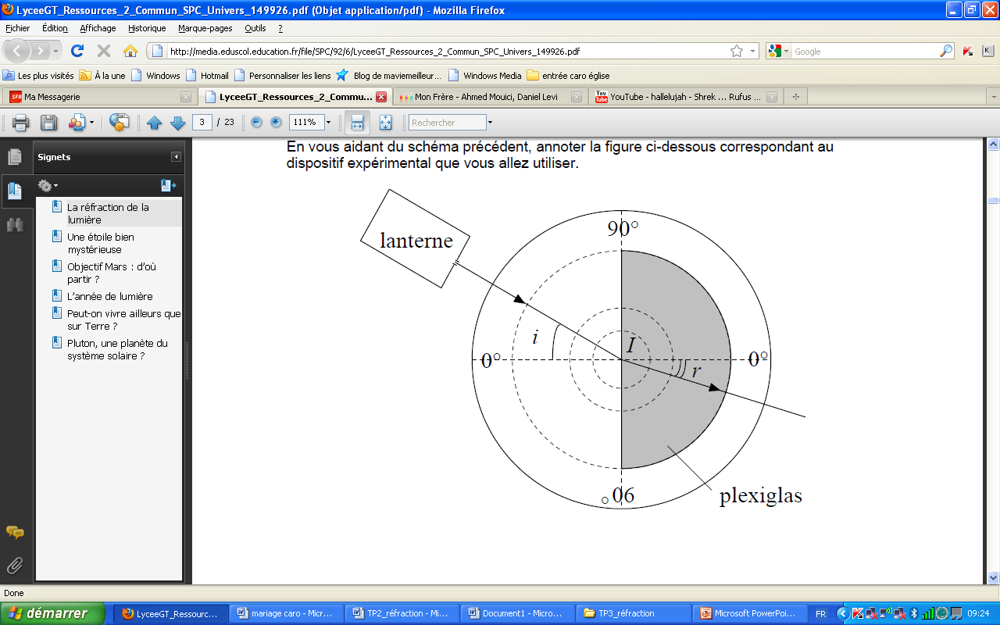 LyceeGT_Ressources_2_Commun_SPC_Univers_149926.pdf (Objet application/pdf) - Mozilla Firefox
Fichier Édition Affichage Historique Marque-pages Outils ?
http://media.eduscol.education.fr/file/SPC/92/6/LyceeGT_Ressources_2_Commun_SPC_Univers_149926.pdf
Google
K
Les plus visités À la une Windows Hotmail Personnaliser les liens Blog de maviemeilleur... Windows Media entrée caro église
SFR Ma Messagerie LyceeGT_Ressources_2_Commu... Mon Frère - Ahmed Mouici, Daniel Levi You Tube YouTube - hallelujah - Shrek ... Rufus ...
3 / 23 111% Rechercher
Signets
La réfraction de la
lumière
Une étoile bien
mystérieuse
Objectif Mars : d'où
partir ?
L'année de lumière
Peut-on vivre ailleurs que
sur Terre ?
Pluton, une planète du
système solaire ?
En vous aidant du schéma précédent, annoter la figure ci-dessous correspondant au
dispositif expérimental que vous allez utiliser.
lanterne
90°
i
I
0°
0°
r
90°
plexiglas
Done
démarrer LyceeGT_Ressourc... mariage caro - Micr... TP2_réfraction - Mi... Document1 - Micro... TP3_réfraction Microsoft PowerPoi... FR 09:24